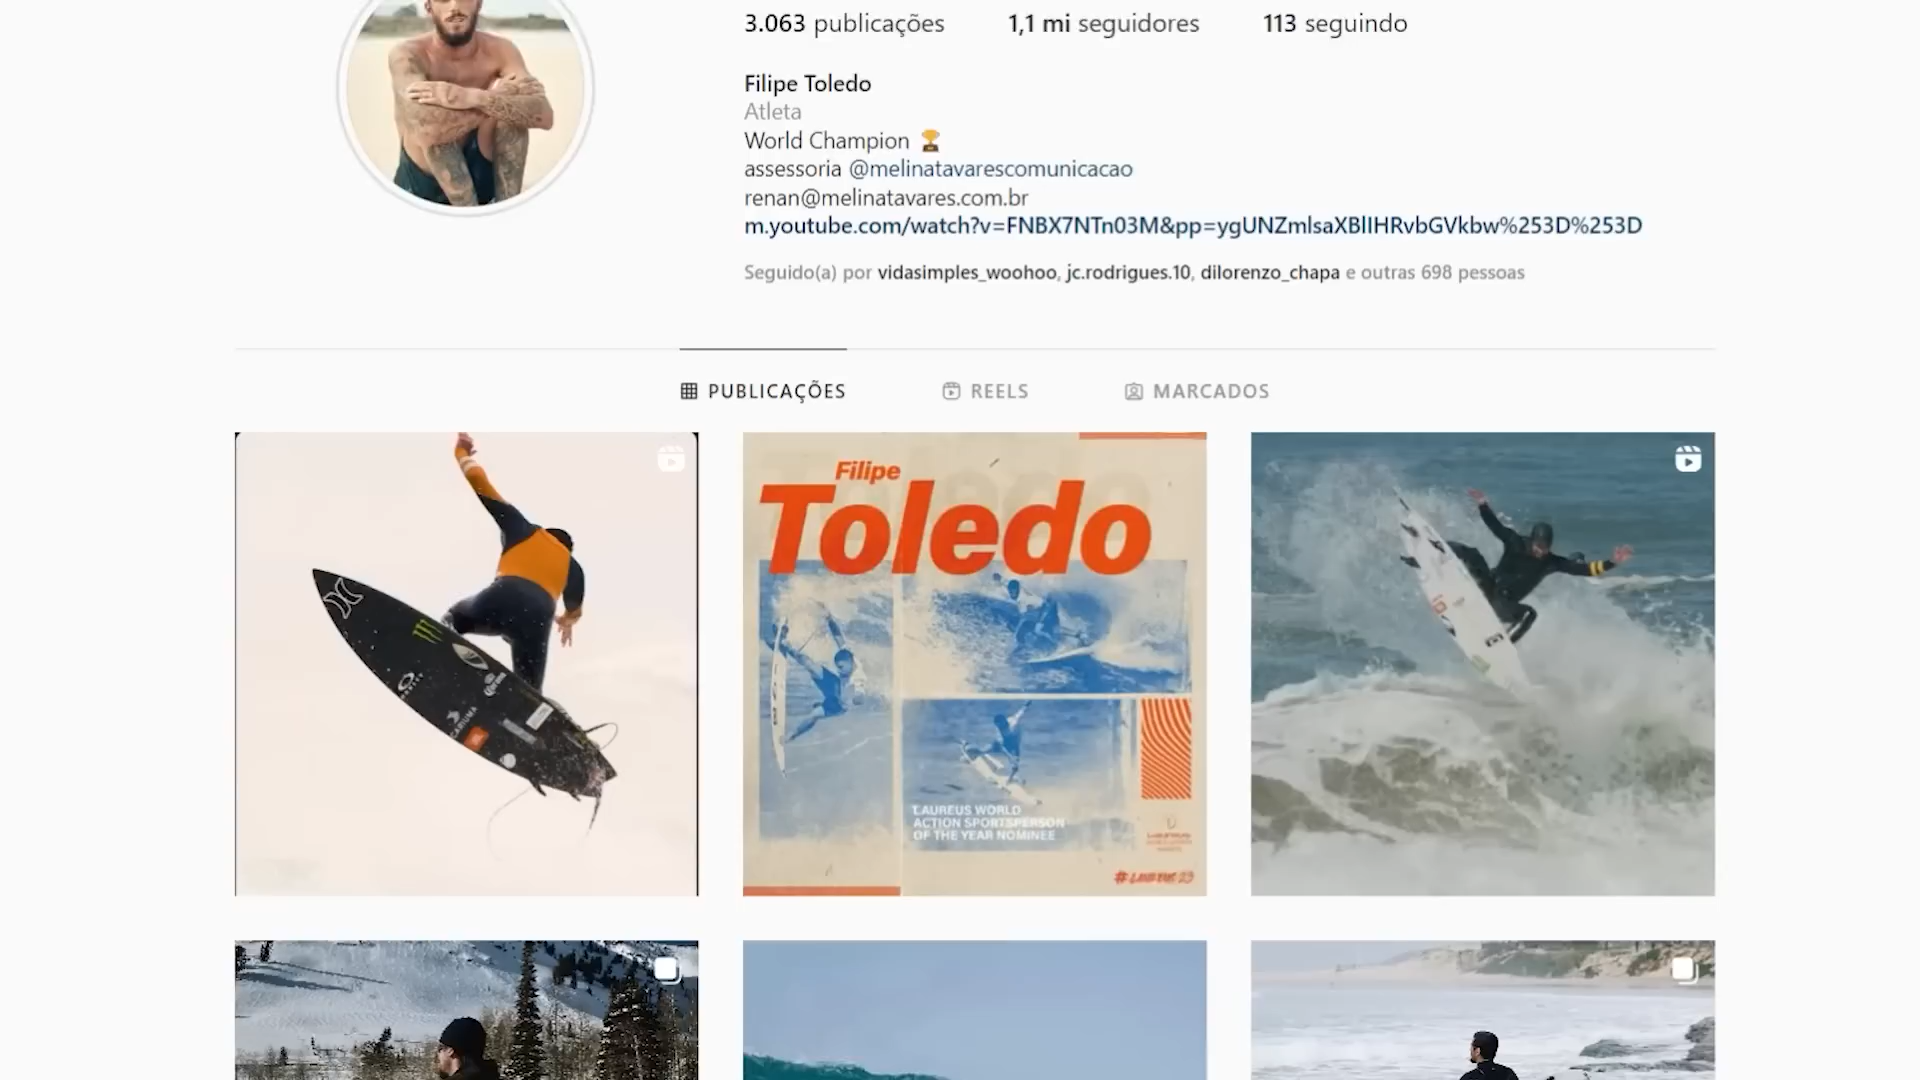 3.063 publicações 1,1 mi seguidores 113 seguindo
Filipe Toledo
Atleta
World Champion 🏆
assessoria @melinatavarescomunicacao
renan@melinatavares.com.br
m.youtube.com/watch?v=FNBX7NTn03M&pp=ygUNZmlsaXBlIHRvbGVkbw%253D%253D
Seguido(a) por vidasimples_woohoo, jc.rodrigues.10, dilorenzo_chapa e outras 698 pessoas
PUBLICAÇÕES REELS MARCADOS
Filipe
Toledo
LAUREUS WORLD
ACTION SPORTSPERSON
OF THE YEAR NOMINEE